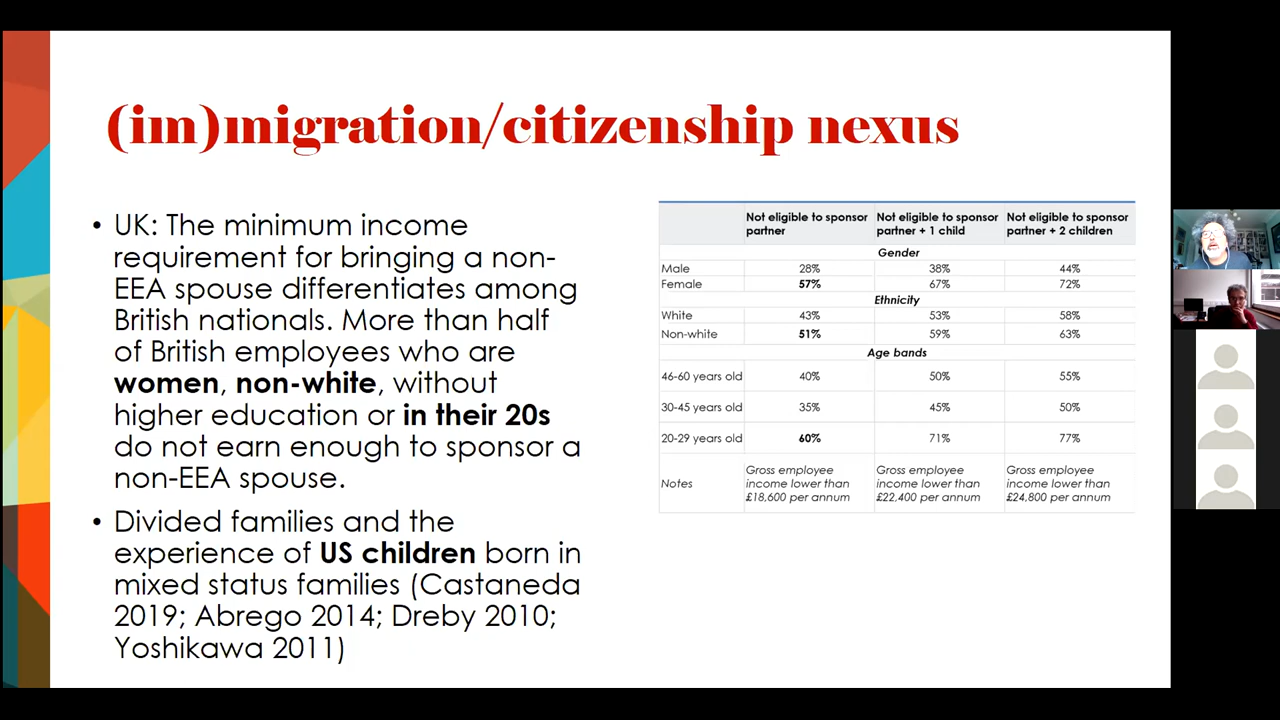 (im)migration/citizenship nexus
• UK: The minimum income
requirement for bringing a non-
EEA spouse differentiates among
British nationals. More than half
of British employees who are
women, non-white, without
higher education or in their 20s
do not earn enough to sponsor a
non-EEA spouse.
• Divided families and the
experience of US children born in
mixed status families (Castaneda
2019; Abrego 2014; Dreby 2010;
Yoshikawa 2011)
Not eligible to sponsor partner Not eligible to sponsor partner + 1 child Not eligible to sponsor partner + 2 children
Gender
Male 28% 38% 44%
Female 57% 67% 72%
Ethnicity
White 43% 53% 58%
Non-white 51% 59% 63%
Age bands
46-60 years old 40% 50% 55%
30-45 years old 35% 45% 50%
20-29 years old 60% 71% 77%
Notes Gross employee income lower than £18,600 per annum Gross employee income lower than £22,400 per annum Gross employee income lower than £24,800 per annum